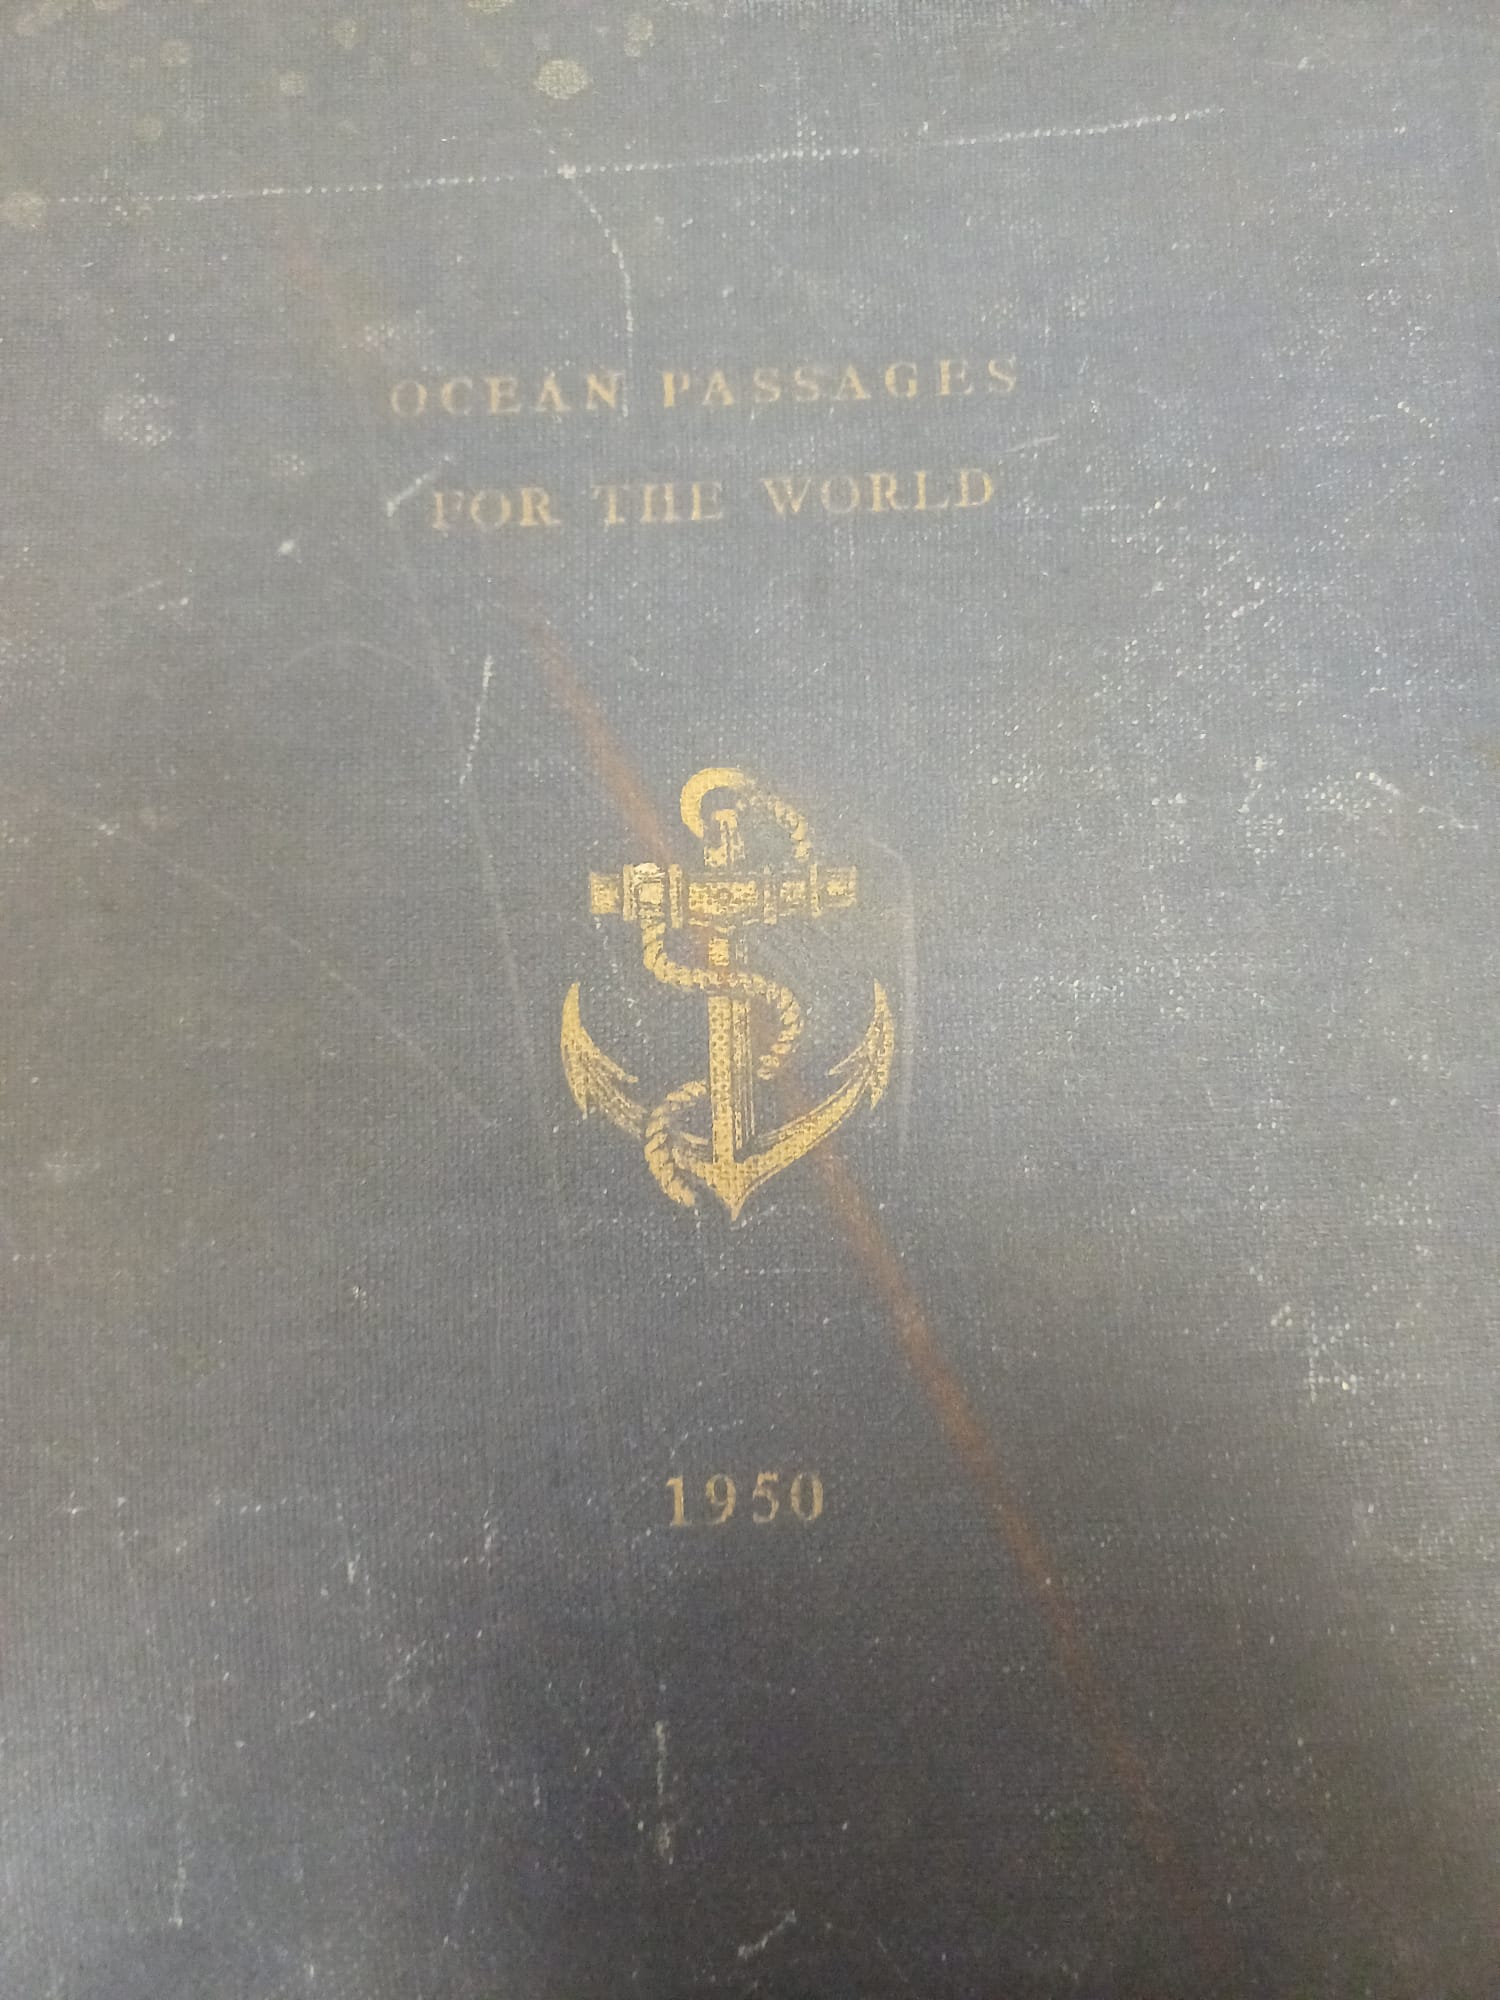 OCEAN PASSAGES
FOR THE WORLD
1950